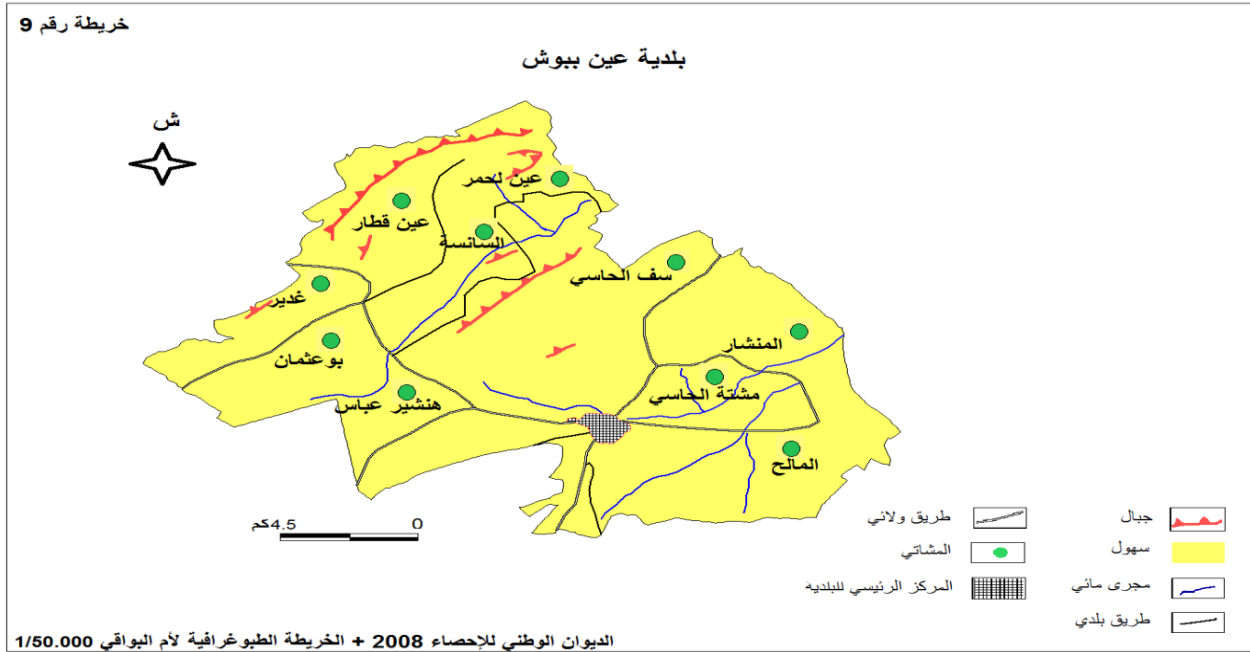 خريطة رقم 9
بلدية عين ببوش
ش
عين لحمر
عين قطار
السانسة
سف الحاسي
غدير
المنشار
بوعثمان
مشتة الحاسي
هنشير عباس
المالح
4.5كم
0
جبال
سهول
مجرى مائي
طريق بلدي
طريق ولائي
المشاتي
المركز الرئيسي للبلدية
الديوان الوطني للإحصاء 2008 + الخريطة الطبوغرافية لأم البواقي 1/50.000